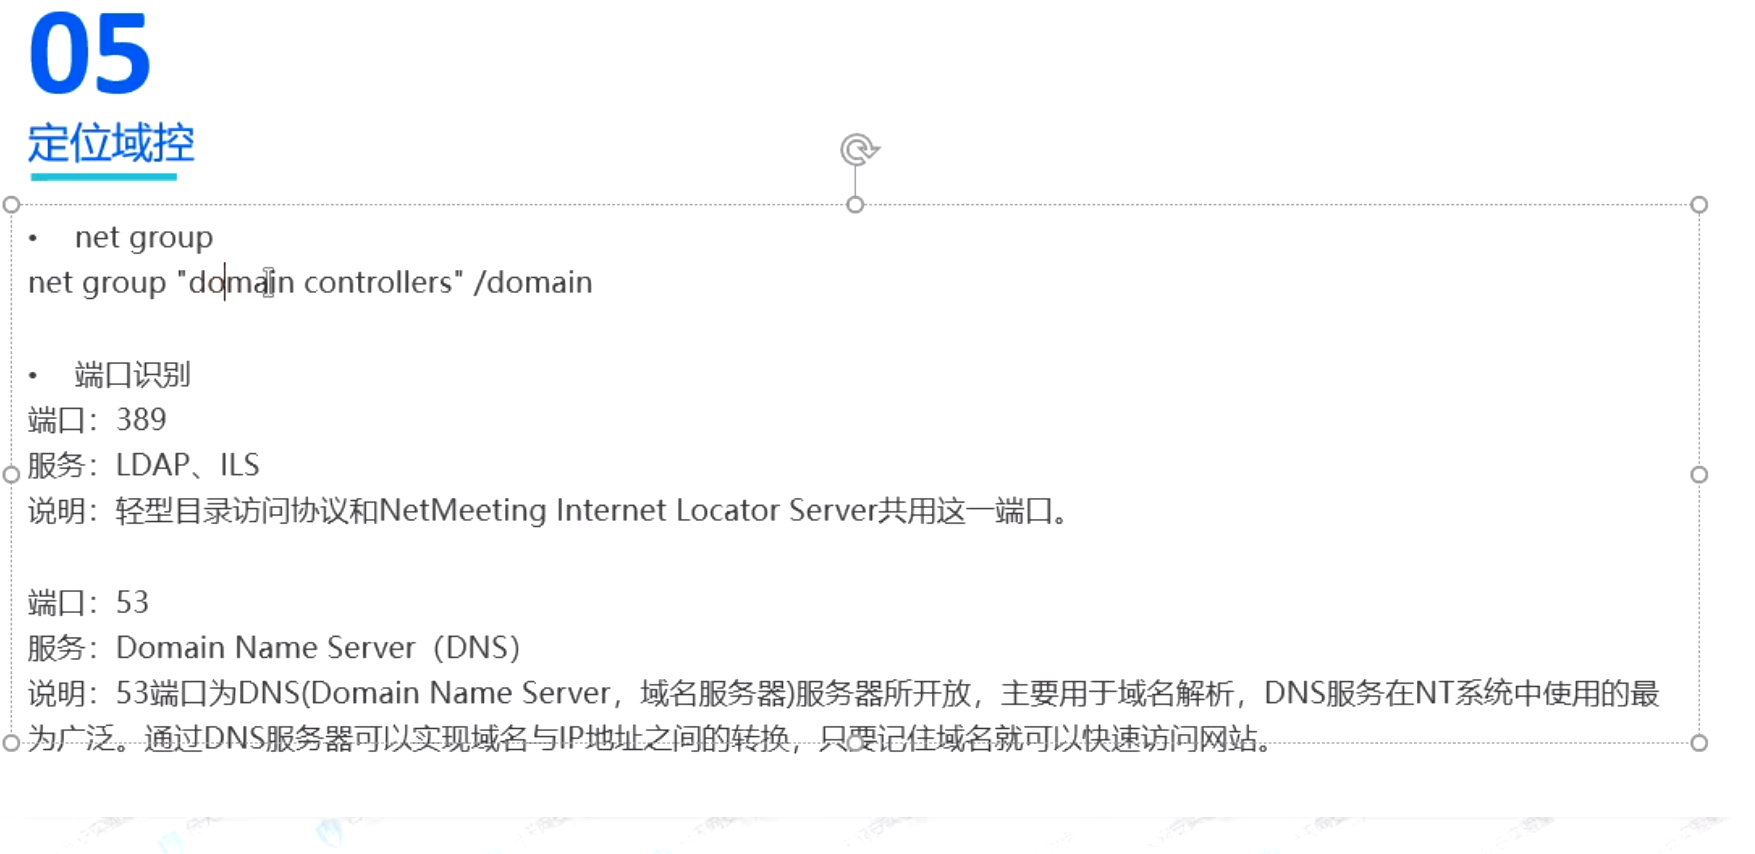 05
定位域控
• net group
net group "domain controllers" /domain
• 端口识别
端口：389
服务：LDAP、ILS
说明：轻型目录访问协议和NetMeeting Internet Locator Server共用这一端口。
端口：53
服务：Domain Name Server（DNS）
说明：53端口为DNS(Domain Name Server，域名服务器)服务器所开放，主要用于域名解析，DNS服务在NT系统中使用的最
为广泛。通过DNS服务器可以实现域名与IP地址之间的转换，只要记住域名就可以快速访问网站。